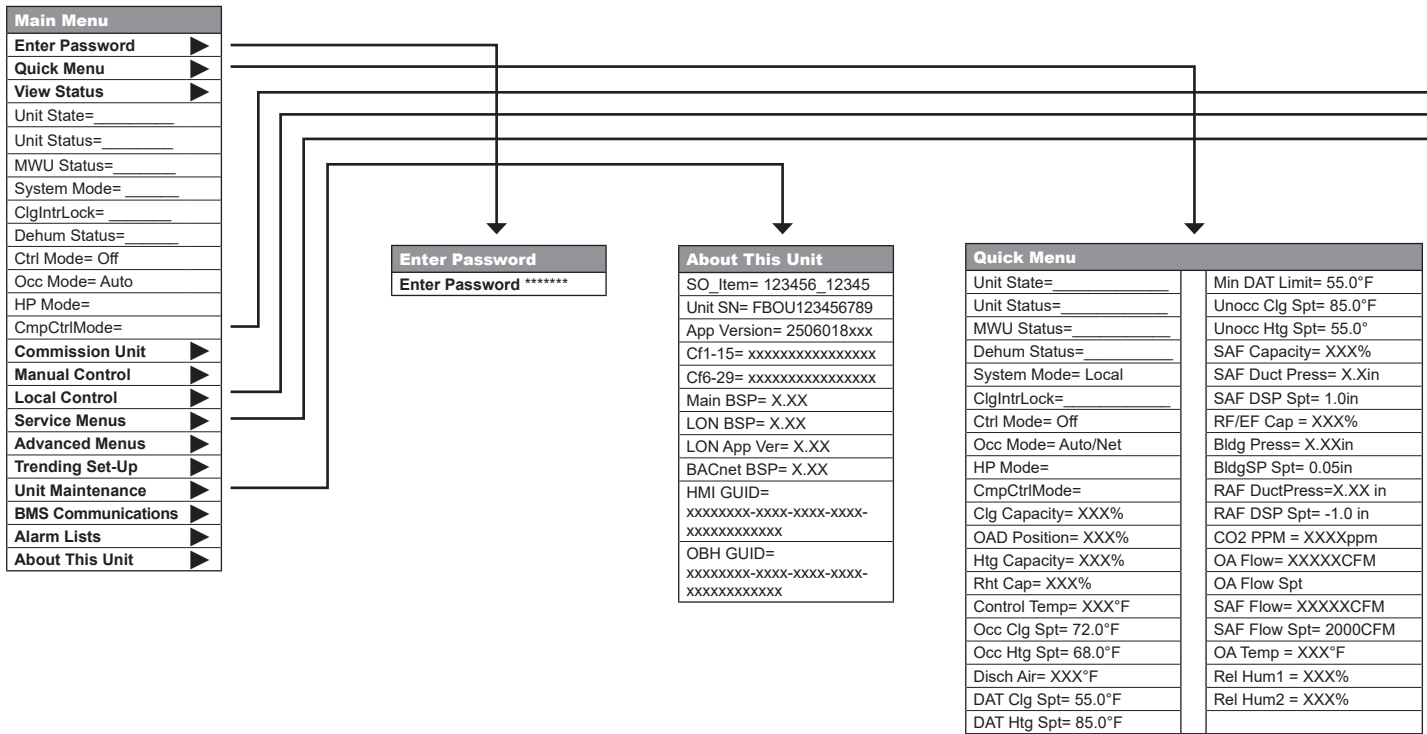 Main Menu
Enter Password
Quick Menu
View Status
Unit State=_________
Unit Status=________
MWU Status=_______
System Mode= ______
ClgIntrLock= _______
Dehum Status=______
Ctrl Mode= Off
Occ Mode= Auto
HP Mode=
CmpCtrlMode=
Commission Unit
Manual Control
Local Control
Service Menus
Advanced Menus
Trending Set-Up
Unit Maintenance
BMS Communications
Alarm Lists
About This Unit
Enter Password
Enter Password *******
About This Unit
SO_Item= 123456_12345
Unit SN= FBOU123456789
App Version= 2506018xxx
Cf1-15= xxxxxxxxxxxxxxxx
Cf6-29= xxxxxxxxxxxxxxxx
Main BSP= X.XX
LON BSP= X.XX
LON App Ver= X.XX
BACnet BSP= X.XX
HMI GUID=
xxxxxxxx-xxxx-xxxx-xxxx-
xxxxxxxxxxxx
OBH GUID=
xxxxxxxx-xxxx-xxxx-xxxx-
xxxxxxxxxxxx
Quick Menu
Unit State=_____________
Unit Status=____________
MWU Status=___________
Dehum Status=__________
System Mode= Local
ClgIntrLock=____________
Ctrl Mode= Off
Occ Mode= Auto/Net
HP Mode=
CmpCtrlMode=
Clg Capacity= XXX%
OAD Position= XXX%
Htg Capacity= XXX%
Rht Cap= XXX%
Control Temp= XXX°F
Occ Clg Spt= 72.0°F
Occ Htg Spt= 68.0°F
Disch Air= XXX°F
DAT Clg Spt= 55.0°F
DAT Htg Spt= 85.0°F
Min DAT Limit= 55.0°F
Unocc Clg Spt= 85.0°F
Unocc Htg Spt= 55.0°
SAF Capacity= XXX%
SAF Duct Press= X.Xin
SAF DSP Spt= 1.0in
RF/EF Cap = XXX%
Bldg Press= X.XXin
BldgSP Spt= 0.05in
RAF DuctPress=X.XX in
RAF DSP Spt= -1.0 in
CO2 PPM = XXXXppm
OA Flow= XXXXXCFM
OA Flow Spt
SAF Flow= XXXXXCFM
SAF Flow Spt= 2000CFM
OA Temp = XXX°F
Rel Hum1 = XXX%
Rel Hum2 = XXX%